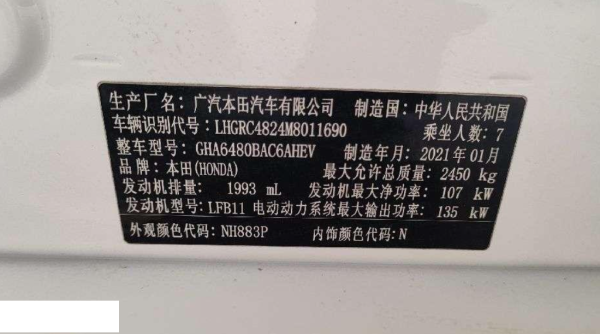 生产厂名：广汽本田汽车有限公司 制造国：中华人民共和国
车辆识别代号：LHGRC4824M8011690 乘坐人数：7
整车型号：GHA6480BAC6AHEV 制造年月：2021年01月
品牌：本田(HONDA) 最大允许总质量：2450 kg
发动机排量：1993 mL 发动机最大净功率：107 kW
发动机型号：LFB11 电动动力系统最大输出功率：135 kW
外观颜色代码：NH883P 内饰颜色代码：N